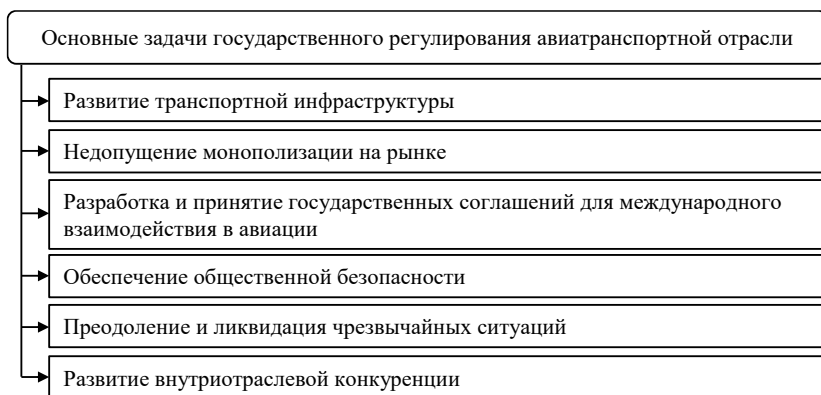 Основные задачи государственного регулирования авиатранспортной отрасли
Развитие транспортной инфраструктуры
Недопущение монополизации на рынке
Разработка и принятие государственных соглашений для международного
взаимодействия в авиации
Обеспечение общественной безопасности
Преодоление и ликвидация чрезвычайных ситуаций
Развитие внутриотраслевой конкуренции